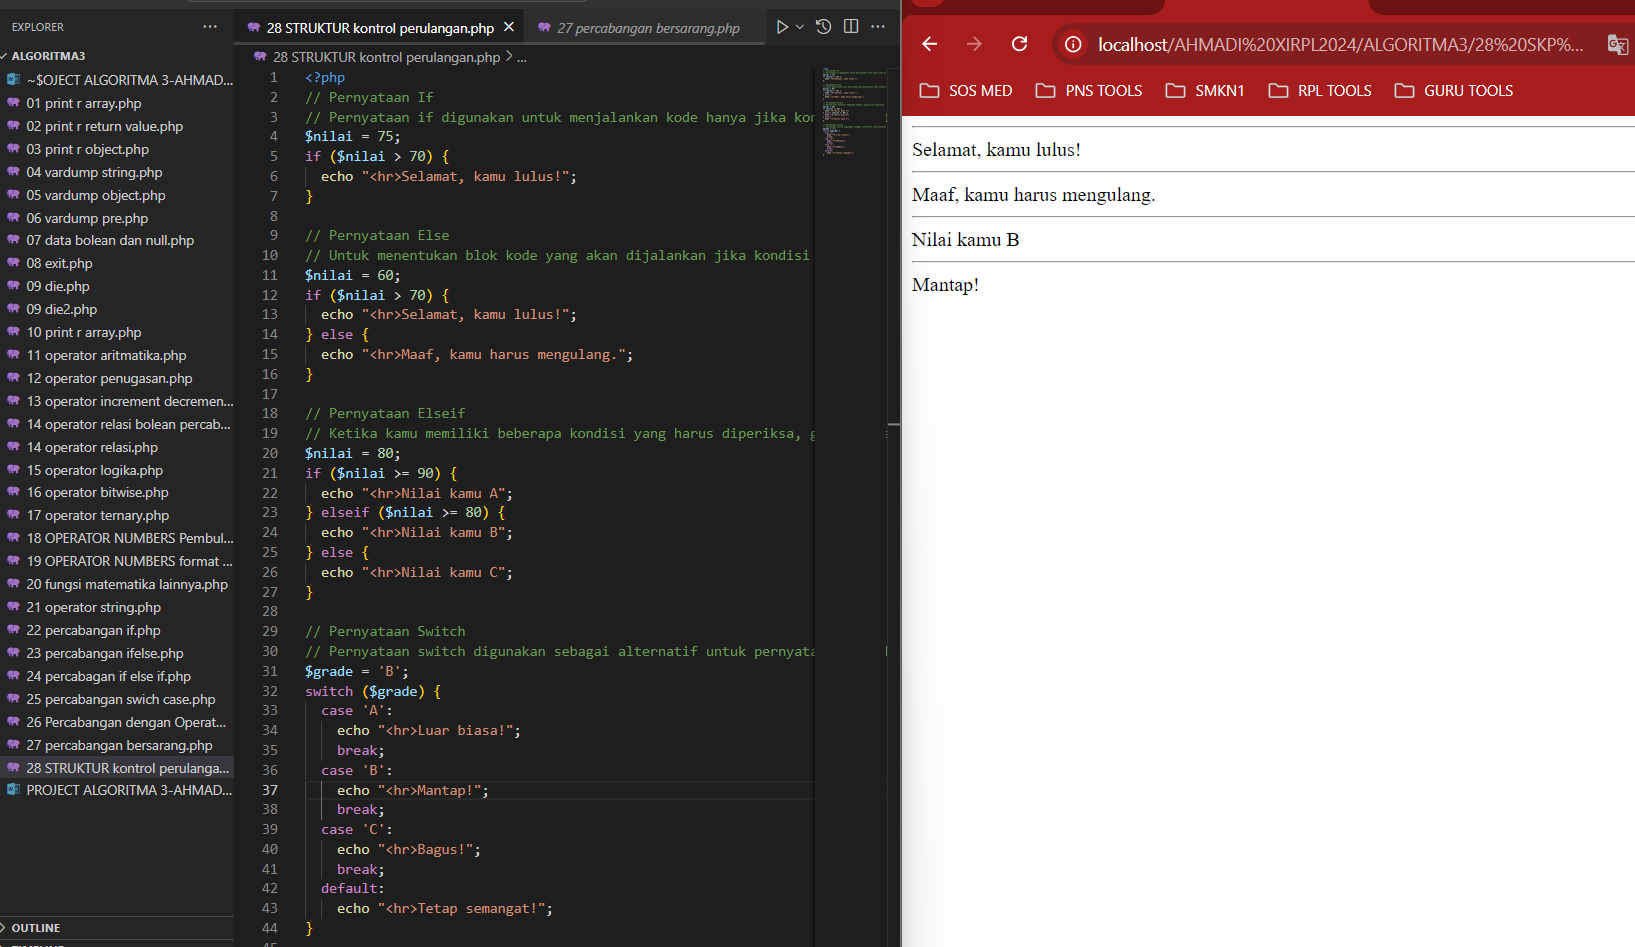 EXPLORER
ALGORITMA3
~$OJECT ALGORITMA 3-AHMAD...
01 print r array.php
02 print r return value.php
03 print r object.php
04 vardump string.php
05 vardump object.php
06 vardump pre.php
07 data bolean dan null.php
08 exit.php
09 die.php
09 die2.php
10 print r array.php
11 operator aritmatika.php
12 operator penugasan.php
13 operator increment decremen...
14 operator relasi bolean percab...
14 operator relasi.php
15 operator logika.php
16 operator bitwise.php
17 operator ternary.php
18 OPERATOR NUMBERS Pembul...
19 OPERATOR NUMBERS format ...
20 fungsi matematika lainnya.php
21 operator string.php
22 percabangan if.php
23 percabangan ifelse.php
24 percabagan if else if.php
25 percabangan swich case.php
26 Percabangan dengan Operat...
27 percabangan bersarang.php
28 STRUKTUR kontrol perulanga...
PROJECT ALGORITMA 3-AHMAD...
OUTLINE
28 STRUKTUR kontrol perulangan.php
27 percabangan bersarang.php
28 STRUKTUR kontrol perulangan.php > ...
1 <?php
2 // Pernyataan If
3 // Pernyataan if digunakan untuk menjalankan kode hanya jika kon
4 $nilai = 75;
5 if ($nilai > 70) {
6 echo "<hr>Selamat, kamu lulus!";
7 }
8
9 // Pernyataan Else
10 // Untuk menentukan blok kode yang akan dijalankan jika kondisi
11 $nilai = 60;
12 if ($nilai > 70) {
13 echo "<hr>Selamat, kamu lulus!";
14 } else {
15 echo "<hr>Maaf, kamu harus mengulang.";
16 }
17
18 // Pernyataan Elseif
19 // Ketika kamu memiliki beberapa kondisi yang harus diperiksa, g
20 $nilai = 80;
21 if ($nilai >= 90) {
22 echo "<hr>Nilai kamu A";
23 } elseif ($nilai >= 80) {
24 echo "<hr>Nilai kamu B";
25 } else {
26 echo "<hr>Nilai kamu C";
27 }
28
29 // Pernyataan Switch
30 // Pernyataan switch digunakan sebagai alternatif untuk pernyata
31 $grade = 'B';
32 switch ($grade) {
33 case 'A':
34 echo "<hr>Luar biasa!";
35 break;
36 case 'B':
37 echo "<hr>Mantap!";
38 break;
39 case 'C':
40 echo "<hr>Bagus!";
41 break;
42 default:
43 echo "<hr>Tetap semangat!";
44 }
localhost/AHMADI%20XIRPL2024/ALGORITMA3/28%20SKP%...
SOS MED
PNS TOOLS
SMKN1
RPL TOOLS
GURU TOOLS
Selamat, kamu lulus!
Maaf, kamu harus mengulang.
Nilai kamu B
Mantap!